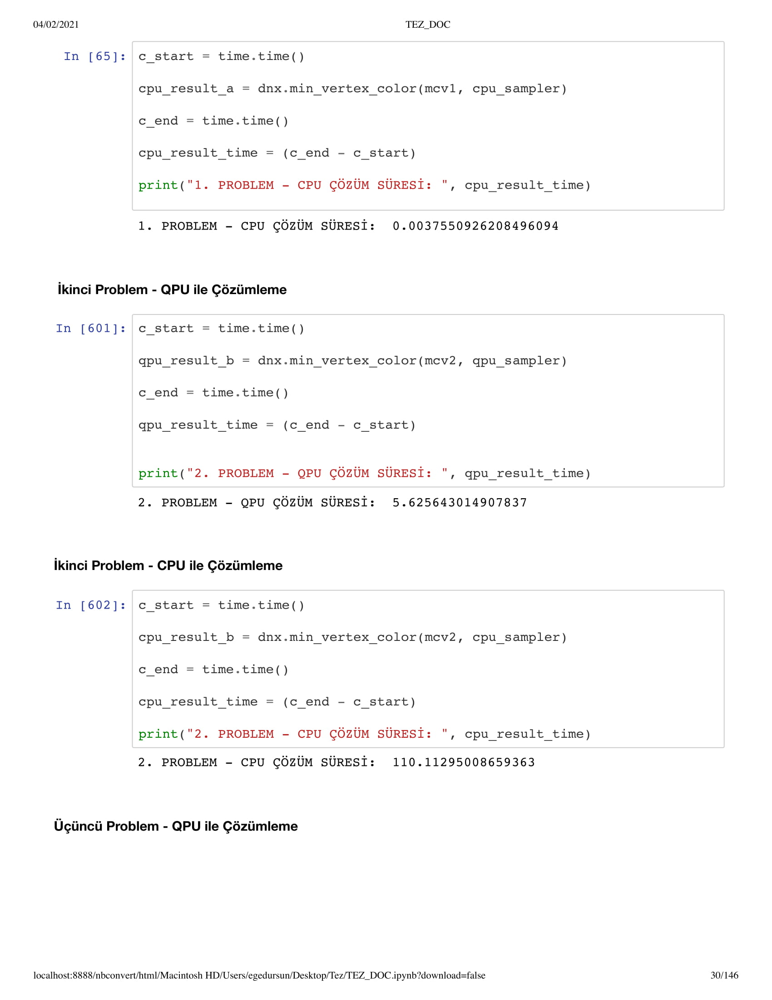 04/02/2021 TEZ_DOC
In [65]: c_start = time.time()
cpu_result_a = dnx.min_vertex_color(mcv1, cpu_sampler)
c_end = time.time()
cpu_result_time = (c_end - c_start)
print("1. PROBLEM - CPU ÇÖZÜM SÜRESİ: ", cpu_result_time)
1. PROBLEM - CPU ÇÖZÜM SÜRESİ:  0.0037550926208496094
İkinci Problem - QPU ile Çözümleme
In [601]: c_start = time.time()
qpu_result_b = dnx.min_vertex_color(mcv2, qpu_sampler)
c_end = time.time()
qpu_result_time = (c_end - c_start)
print("2. PROBLEM - QPU ÇÖZÜM SÜRESİ: ", qpu_result_time)
2. PROBLEM - QPU ÇÖZÜM SÜRESİ:  5.625643014907837
İkinci Problem - CPU ile Çözümleme
In [602]: c_start = time.time()
cpu_result_b = dnx.min_vertex_color(mcv2, cpu_sampler)
c_end = time.time()
cpu_result_time = (c_end - c_start)
print("2. PROBLEM - CPU ÇÖZÜM SÜRESİ: ", cpu_result_time)
2. PROBLEM - CPU ÇÖZÜM SÜRESİ:  110.11295008659363
Üçüncü Problem - QPU ile Çözümleme
localhost:8888/nbconvert/html/Macintosh HD/Users/egedursun/Desktop/Tez/TEZ_DOC.ipynb?download=false 30/146